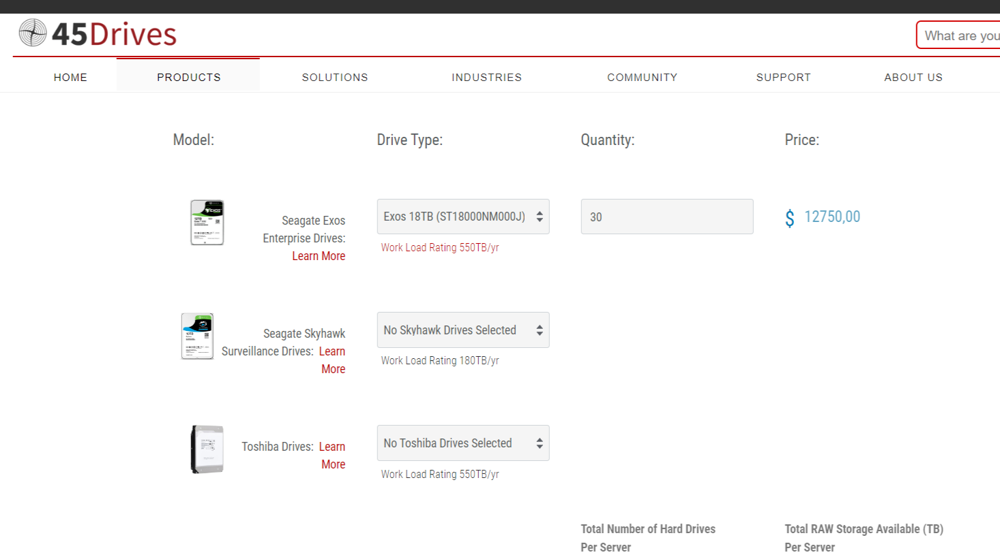 45Drives
What are you
HOME
PRODUCTS
SOLUTIONS
INDUSTRIES
COMMUNITY
SUPPORT
ABOUT US
Model:
Drive Type:
Quantity:
Price:
Seagate Exos
Enterprise Drives:
Learn More
Exos 18TB (ST18000NM000J)
Work Load Rating 550TB/yr
30
$ 12750,00
Seagate Skyhawk
Surveillance Drives: Learn
More
No Skyhawk Drives Selected
Work Load Rating 180TB/yr
Toshiba Drives: Learn
More
No Toshiba Drives Selected
Work Load Rating 550TB/yr
Total Number of Hard Drives
Per Server
Total RAW Storage Available (TB)
Per Server